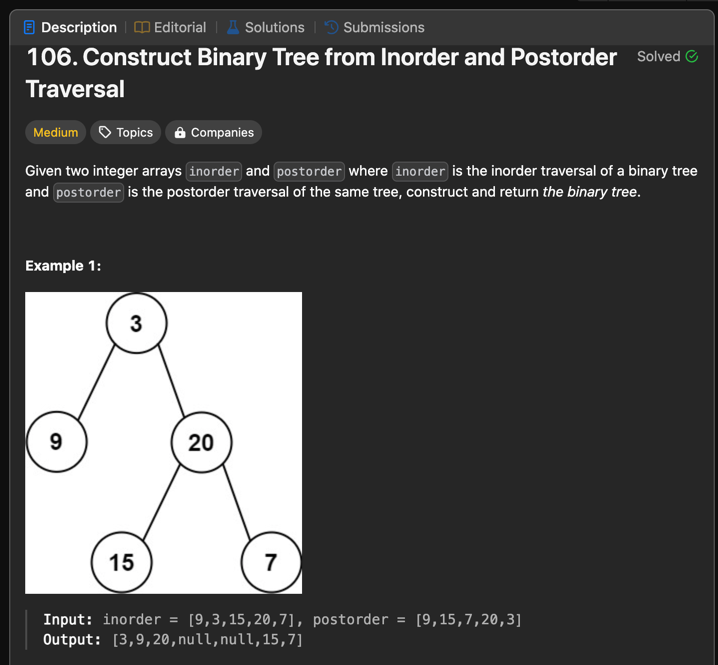 Description Editorial Solutions Submissions
106. Construct Binary Tree from Inorder and Postorder Solved
Traversal
Medium Topics Companies
Given two integer arrays inorder and postorder where inorder is the inorder traversal of a binary tree
and postorder is the postorder traversal of the same tree, construct and return the binary tree.
Example 1:
3
9 20
15 7
Input: inorder = [9,3,15,20,7], postorder = [9,15,7,20,3]
Output: [3,9,20,null,null,15,7]